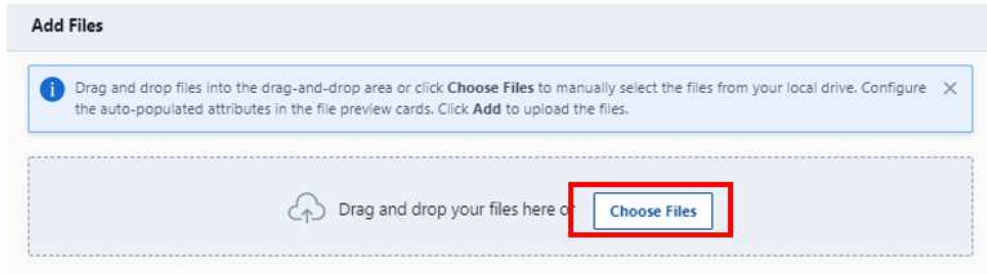 Add Files
Drag and drop files into the drag-and-drop area or click Choose Files to manually select the files from your local drive. Configure
the auto-populated attributes in the file preview cards. Click Add to upload the files.
Drag and drop your files here or Choose Files